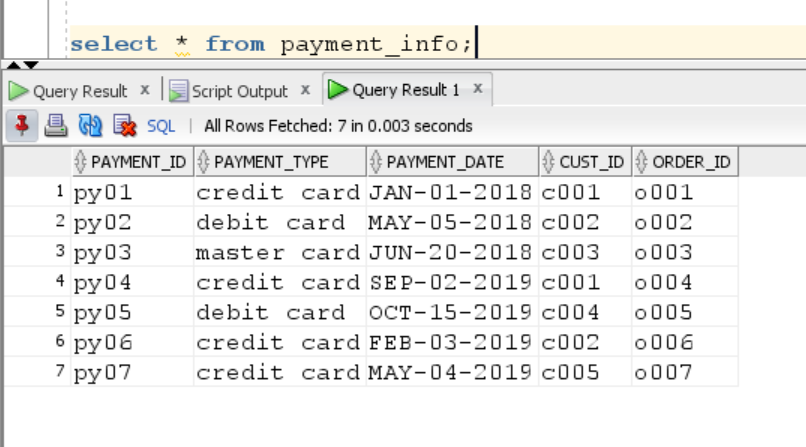 select * from payment_info;
Query Result x Script Output x Query Result 1 x
SQL | All Rows Fetched: 7 in 0.003 seconds
PAYMENT_ID PAYMENT_TYPE PAYMENT_DATE CUST_ID ORDER_ID
1 py01 credit card JAN-01-2018 c001 o001
2 py02 debit card MAY-05-2018 c002 o002
3 py03 master card JUN-20-2018 c003 o003
4 py04 credit card SEP-02-2019 c001 o004
5 py05 debit card OCT-15-2019 c004 o005
6 py06 credit card FEB-03-2019 c002 o006
7 py07 credit card MAY-04-2019 c005 o007